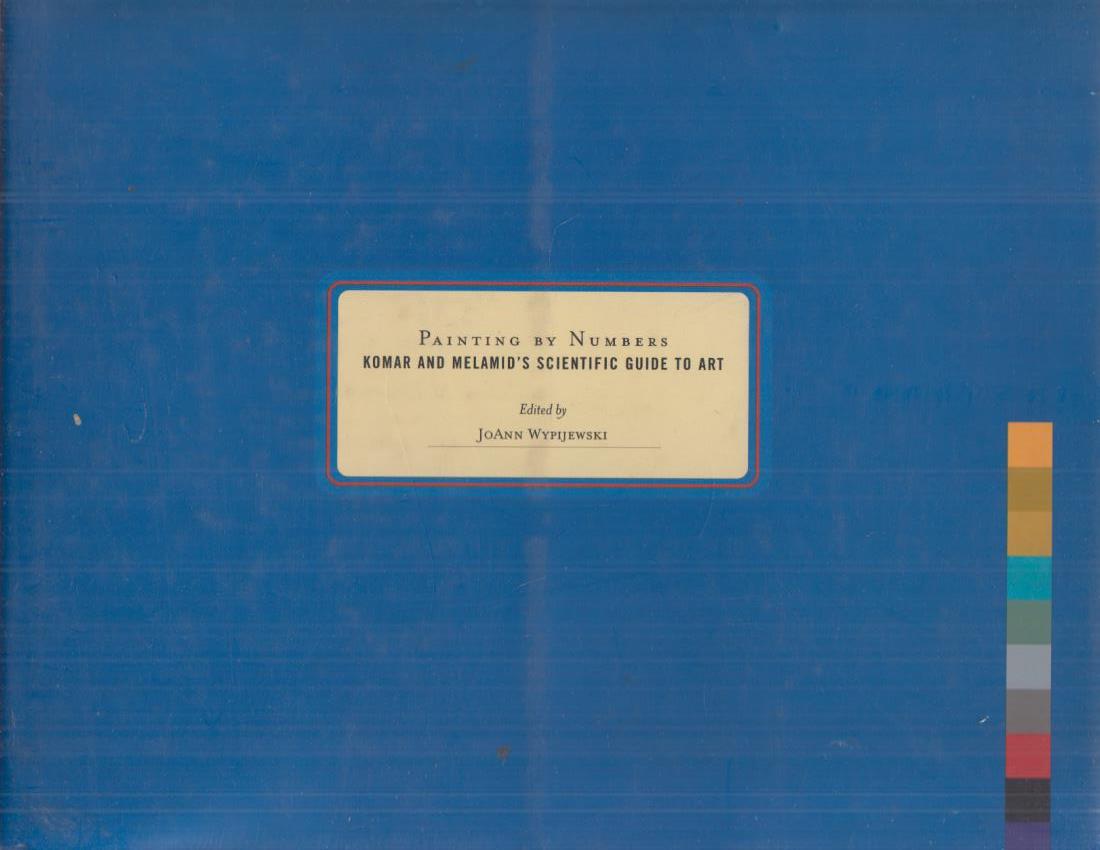 Painting by Numbers
KOMAR AND MELAMID'S SCIENTIFIC GUIDE TO ART
Edited by
JoAnn Wypijewski